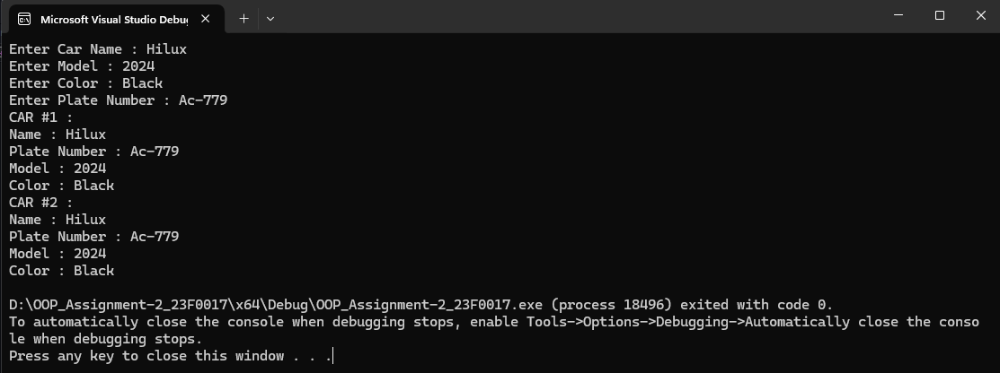 Microsoft Visual Studio Debug
Enter Car Name : Hilux
Enter Model : 2024
Enter Color : Black
Enter Plate Number : Ac-779
CAR #1 :
Name : Hilux
Plate Number : Ac-779
Model : 2024
Color : Black
CAR #2 :
Name : Hilux
Plate Number : Ac-779
Model : 2024
Color : Black
D:\OOP_Assignment-2_23F0017\x64\Debug\OOP_Assignment-2_23F0017.exe (process 18496) exited with code 0.
To automatically close the console when debugging stops, enable Tools->Options->Debugging->Automatically close the conso
le when debugging stops.
Press any key to close this window . . .